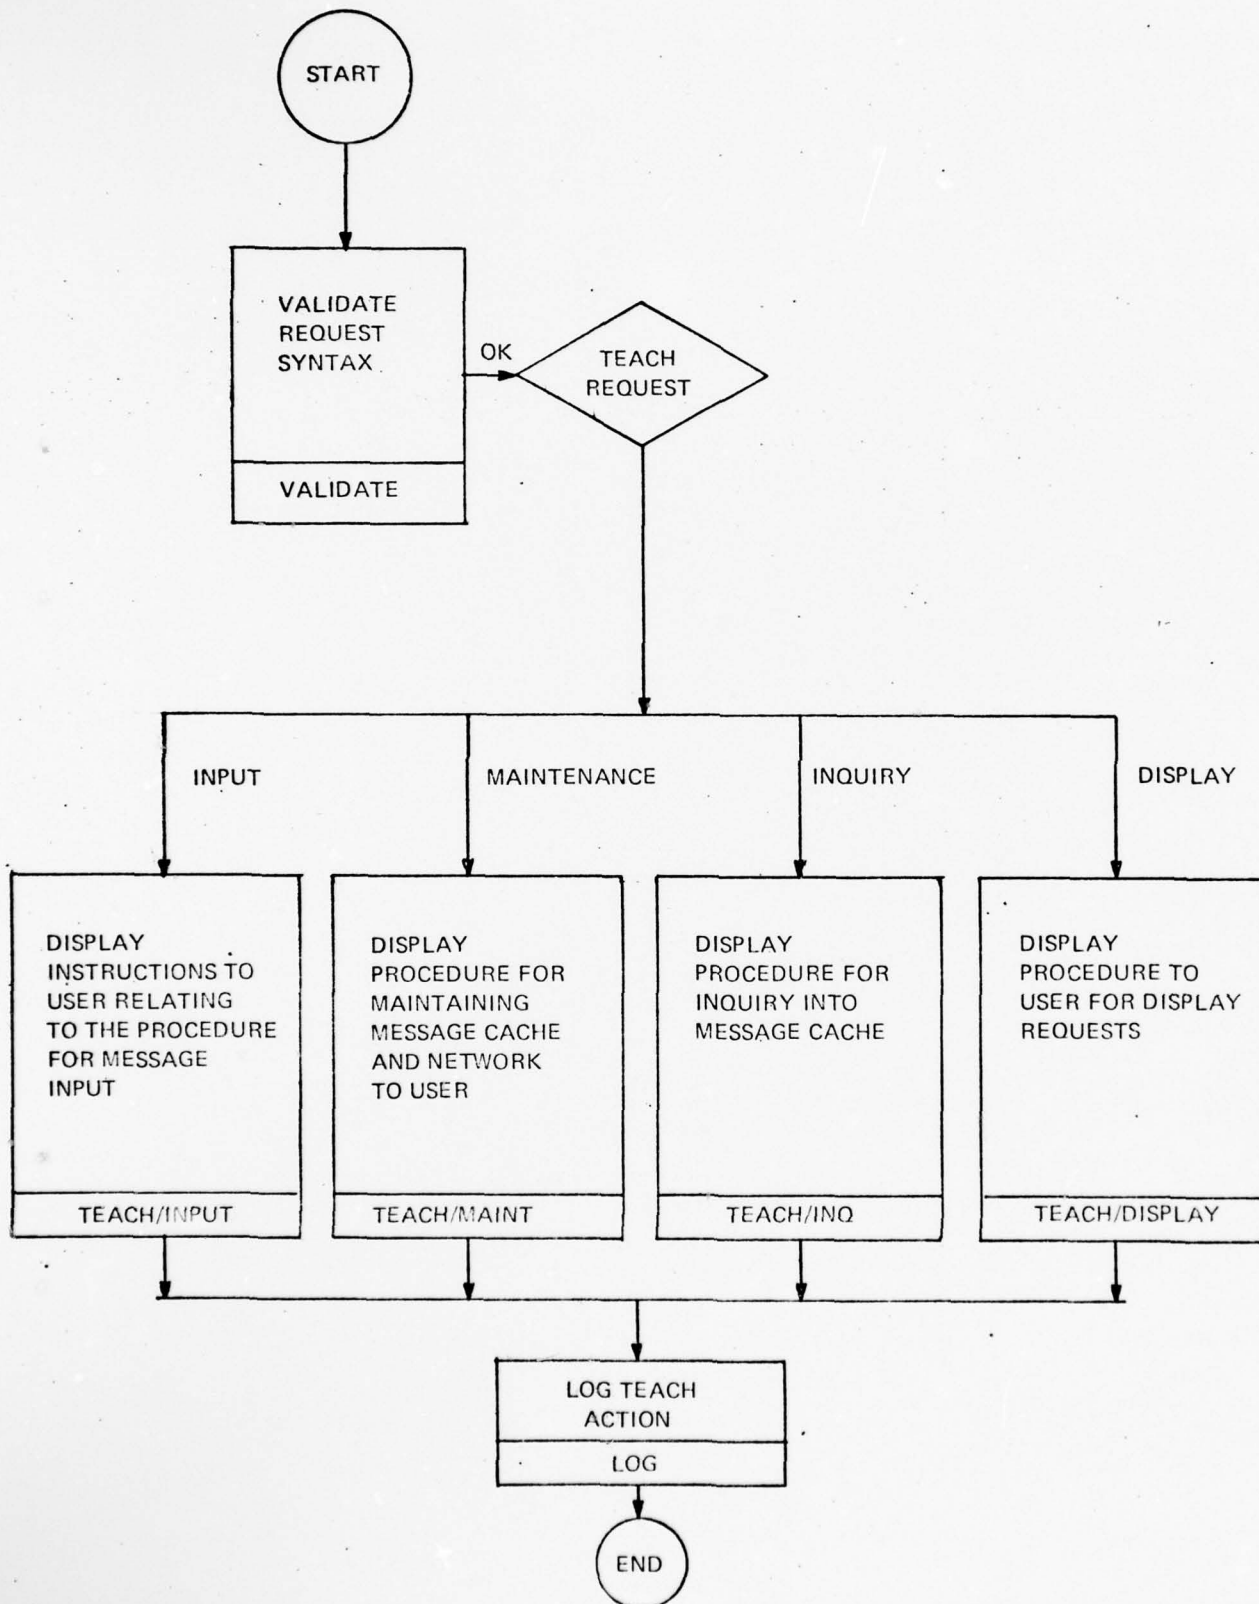 START
VALIDATE
REQUEST
SYNTAX
VALIDATE
OK
TEACH
REQUEST
INPUT
MAINTENANCE
INQUIRY
DISPLAY
DISPLAY
INSTRUCTIONS TO
USER RELATING
TO THE PROCEDURE
FOR MESSAGE
INPUT
TEACH/INPUT
DISPLAY
PROCEDURE FOR
MAINTAINING
MESSAGE CACHE
AND NETWORK
TO USER
TEACH/MAINT
DISPLAY
PROCEDURE FOR
INQUIRY INTO
MESSAGE CACHE
TEACH/INQ
DISPLAY
PROCEDURE TO
USER FOR DISPLAY
REQUESTS
TEACH/DISPLAY
LOG TEACH
ACTION
LOG
END